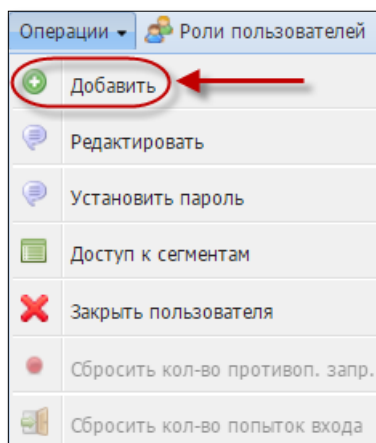 Операции Роли пользователей
Добавить
Редактировать
Установить пароль
Доступ к сегментам
Закрыть пользователя
Сбросить кол-во противоп. запр.
Сбросить кол-во попыток входа